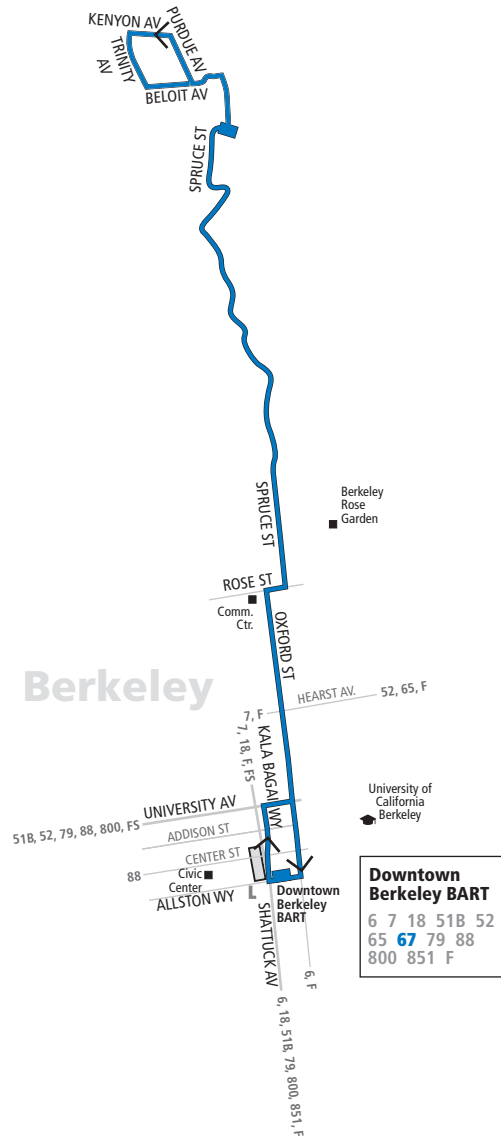 KENYON AV
PURDUE AV
TRINITY
AV
BELOIT AV
SPRUCE ST
SPRUCE ST
Berkeley
Rose
Garden
ROSE ST
Comm.
Ctr.
OXFORD ST
Berkeley
HEARST AV.
52, 65, F
7, F
7, 18, F, FS
KALA BAGAI WY
UNIVERSITY AV
51B, 52, 79, 88, 800, FS
ADDISON ST
CENTER ST
88
Civic
Center
ALLSTON WY
University of
California
Berkeley
Downtown
Berkeley
BART
SHATTUCK AV
6, F
6, 18, 51B, 79, 800, 851, F
Downtown
Berkeley BART
6 7 18 51B 52
65 67 79 88
800 851 F